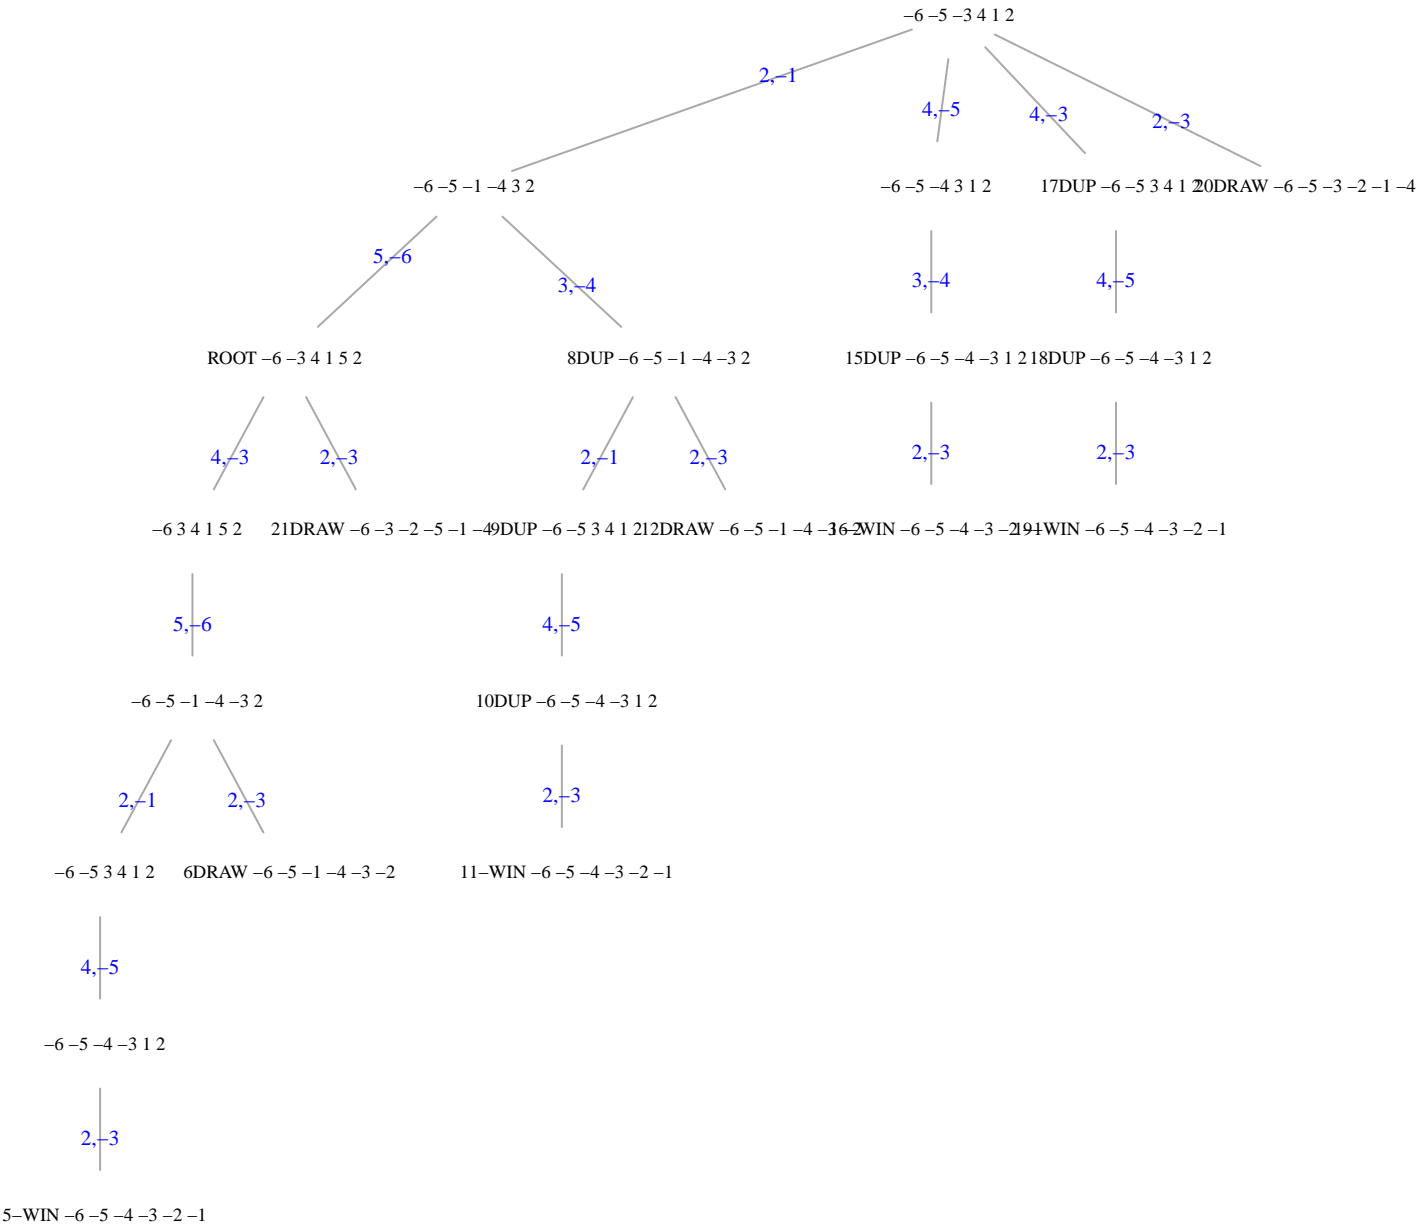 –6 –5 –3 4 1 2
2,–1
4,–5
4,–3
2,–3
–6 –5 –1 –4 3 2
–6 –5 –4 3 1 2
17DUP –6 –5 3 4 1 2
20DRAW –6 –5 –3 –2 –1 –4
5,–6
3,–4
3,–4
4,–5
ROOT –6 –3 4 1 5 2
8DUP –6 –5 –1 –4 –3 2
15DUP –6 –5 –4 –3 1 2
18DUP –6 –5 –4 –3 1 2
4,–3
2,–3
2,–1
2,–3
2,–3
2,–3
–6 3 4 1 5 2
21DRAW –6 –3 –2 –5 –1 –4
9DUP –6 –5 3 4 1 2
12DRAW –6 –5 –1 –4 –3 –2
16–WIN –6 –5 –4 –3 –2 –1
19–WIN –6 –5 –4 –3 –2 –1
5,–6
4,–5
–6 –5 –1 –4 –3 2
10DUP –6 –5 –4 –3 1 2
2,–1
2,–3
2,–3
–6 –5 3 4 1 2
6DRAW –6 –5 –1 –4 –3 –2
11–WIN –6 –5 –4 –3 –2 –1
4,–5
–6 –5 –4 –3 1 2
2,–3
5–WIN –6 –5 –4 –3 –2 –1